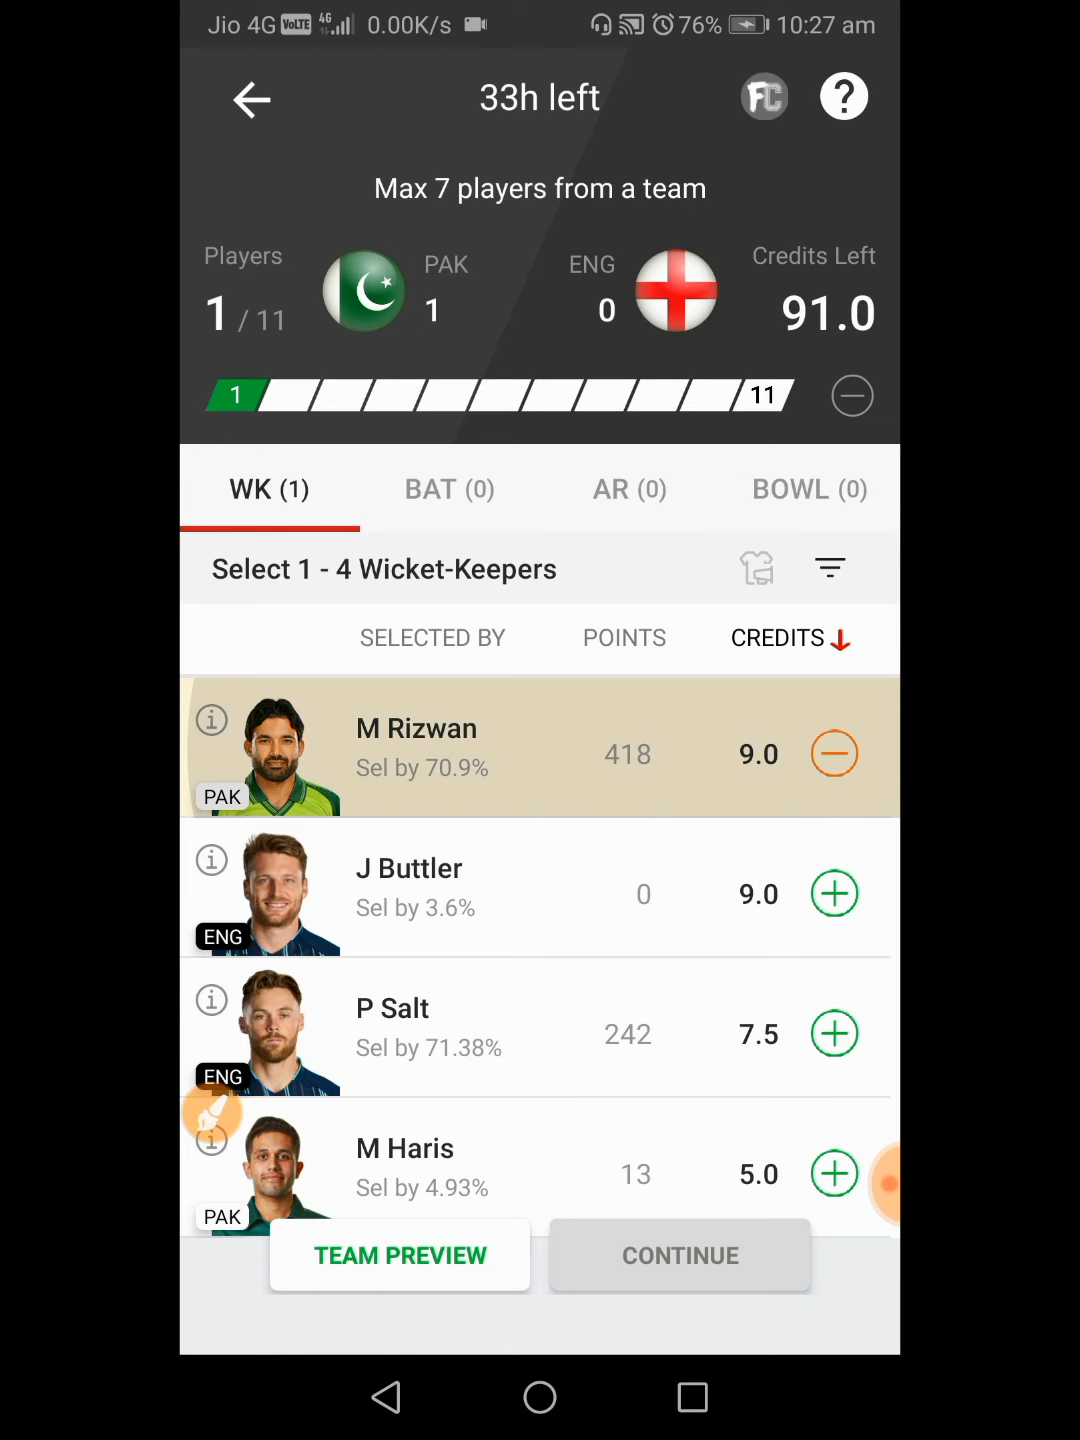 Jio 4G VoLTE 4G 0.00K/s 76% 10:27 am
33h left FC ?
Max 7 players from a team
Players PAK ENG Credits Left
1 / 11 1 0 91.0
1 11
WK (1) BAT (0) AR (0) BOWL (0)
Select 1 - 4 Wicket-Keepers
SELECTED BY POINTS CREDITS
M Rizwan
Sel by 70.9%
418 9.0
PAK
J Buttler
Sel by 3.6%
0 9.0
ENG
P Salt
Sel by 71.38%
242 7.5
ENG
M Haris
Sel by 4.93%
13 5.0
PAK
TEAM PREVIEW CONTINUE